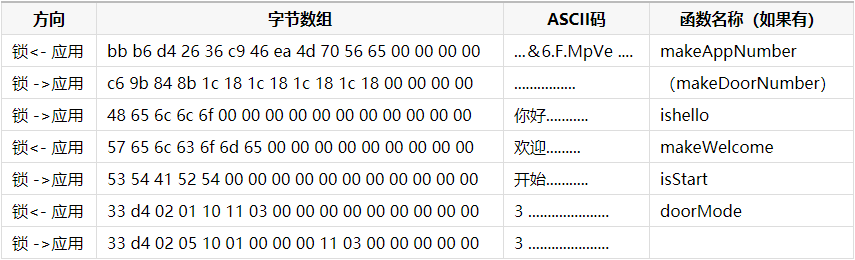 方向 字节数组 ASCII码 函数名称（如果有）
锁<- 应用 bb b6 d4 26 36 c9 46 ea 4d 70 56 65 00 00 00 00 ...＆6.F.MpVe .... makeAppNumber
锁 ->应用 c6 9b 84 8b 1c 18 1c 18 1c 18 1c 18 00 00 00 00 ................ （makeDoorNumber）
锁 ->应用 48 65 6c 6c 6f 00 00 00 00 00 00 00 00 00 00 00 你好........... ishello
锁<- 应用 57 65 6c 63 6f 6d 65 00 00 00 00 00 00 00 00 00 欢迎......... makeWelcome
锁 ->应用 53 54 41 52 54 00 00 00 00 00 00 00 00 00 00 00 开始........... isStart
锁<- 应用 33 d4 02 01 10 11 03 00 00 00 00 00 00 00 00 00 3 ..................... doorMode
锁 ->应用 33 d4 02 05 10 01 00 00 00 11 03 00 00 00 00 00 3 .....................